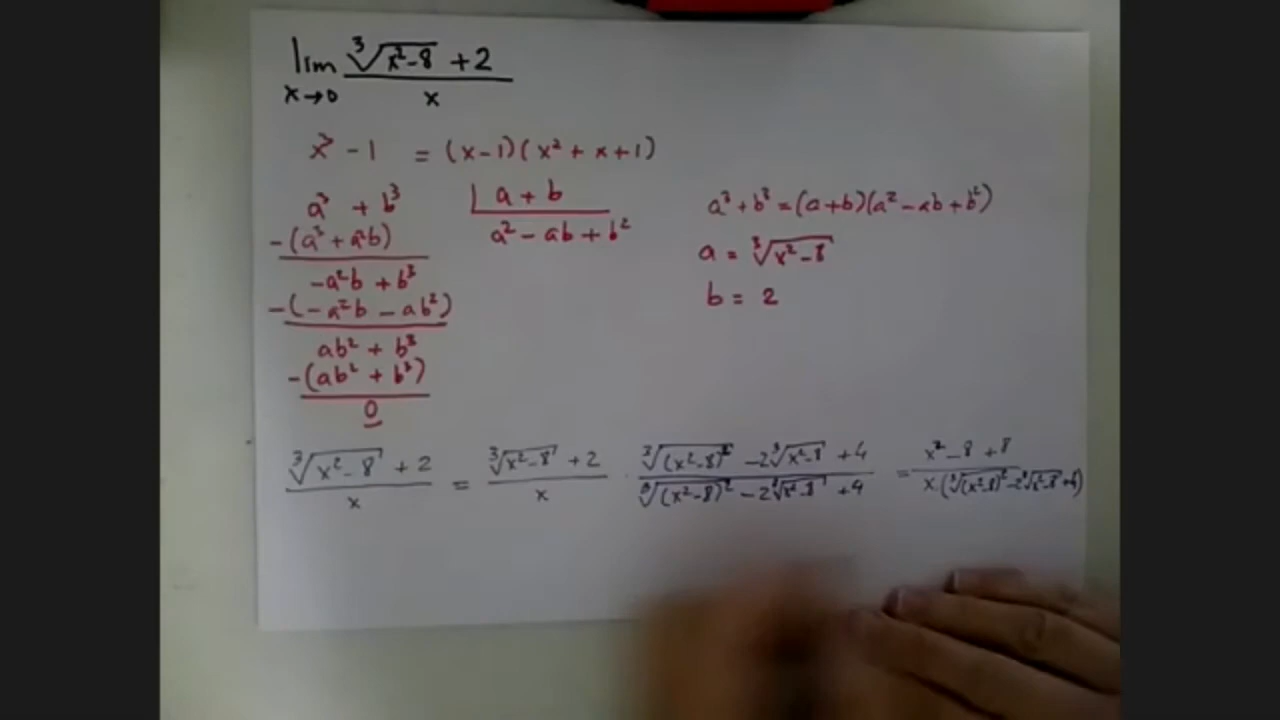 lim ∛(x²-8) + 2
x→0 x
x³ - 1 = (x-1)(x² + x + 1)
a³ + b³ | a + b
-(a³ + a²b) a² - ab + b²
-a²b + b³
-(-a²b - ab²)
ab² + b³
-(ab² + b³)
0
a³ + b³ = (a+b)(a² - ab + b²)
a = ∛(x²-8)
b = 2
(∛(x²-8) + 2)/x = (∛(x²-8) + 2)/x · (∛(x²-8)² - 2∛(x²-8) + 4)/(∛(x²-8)² - 2∛(x²-8) + 4) = (x² - 8 + 8)/(x·(∛(x²-8)² - 2∛(x²-8) + 4))